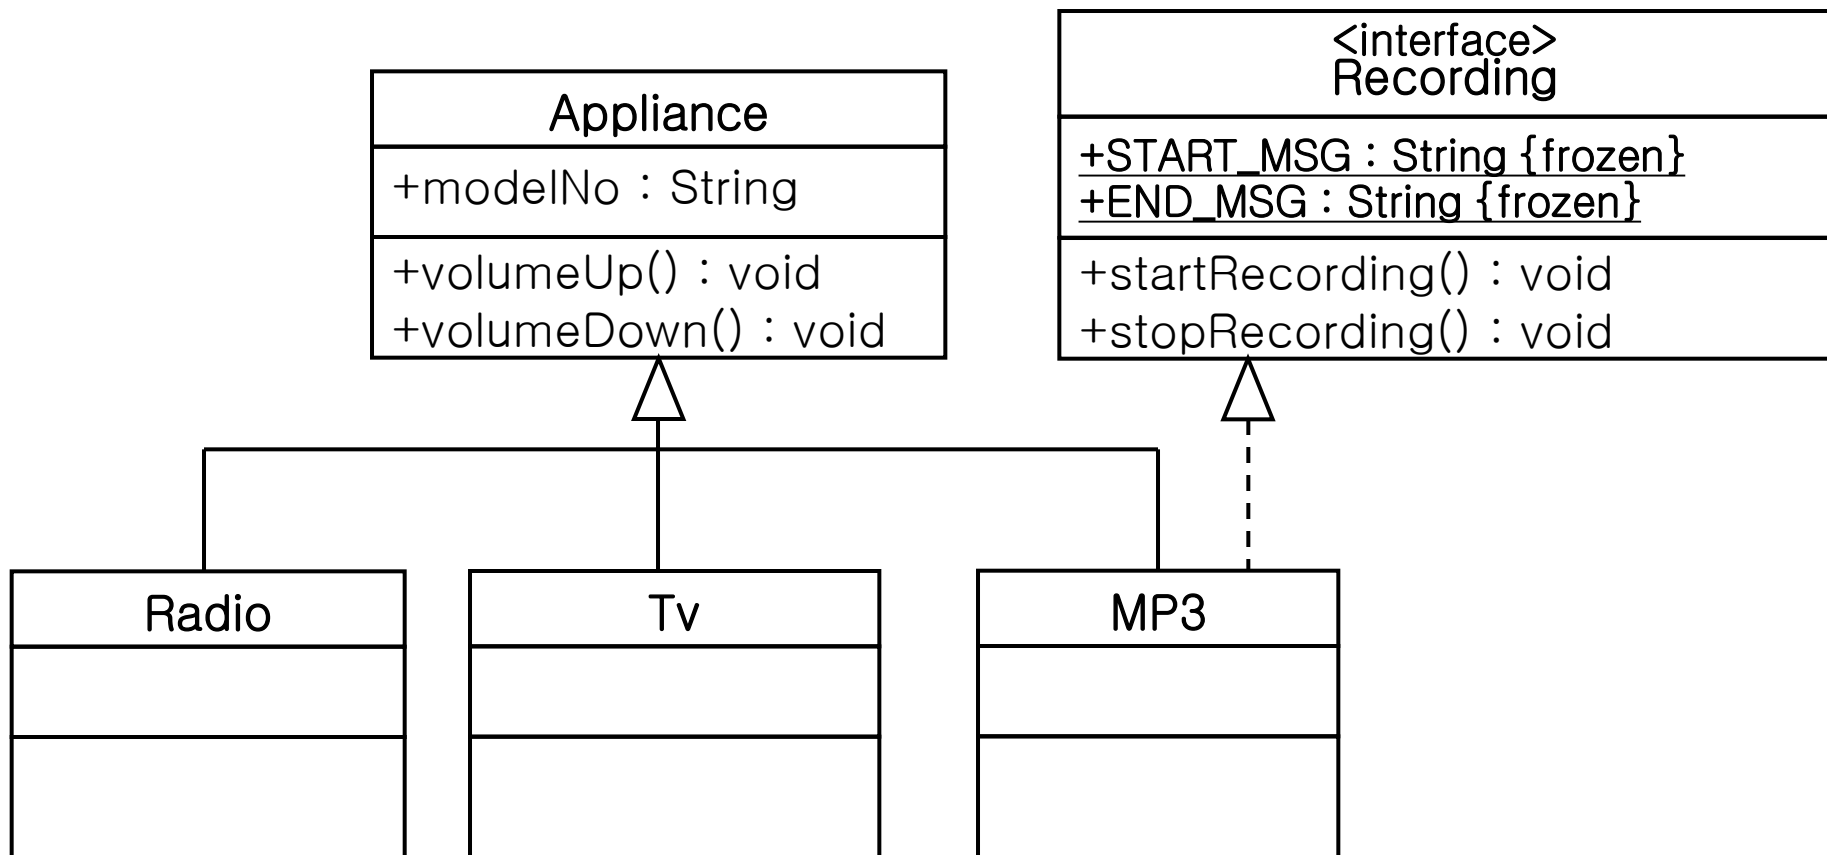 Appliance
+modelNo : String
+volumeUp() : void
+volumeDown() : void
<interface>
Recording
+START_MSG : String {frozen}
+END_MSG : String {frozen}
+startRecording() : void
+stopRecording() : void
Radio
Tv
MP3